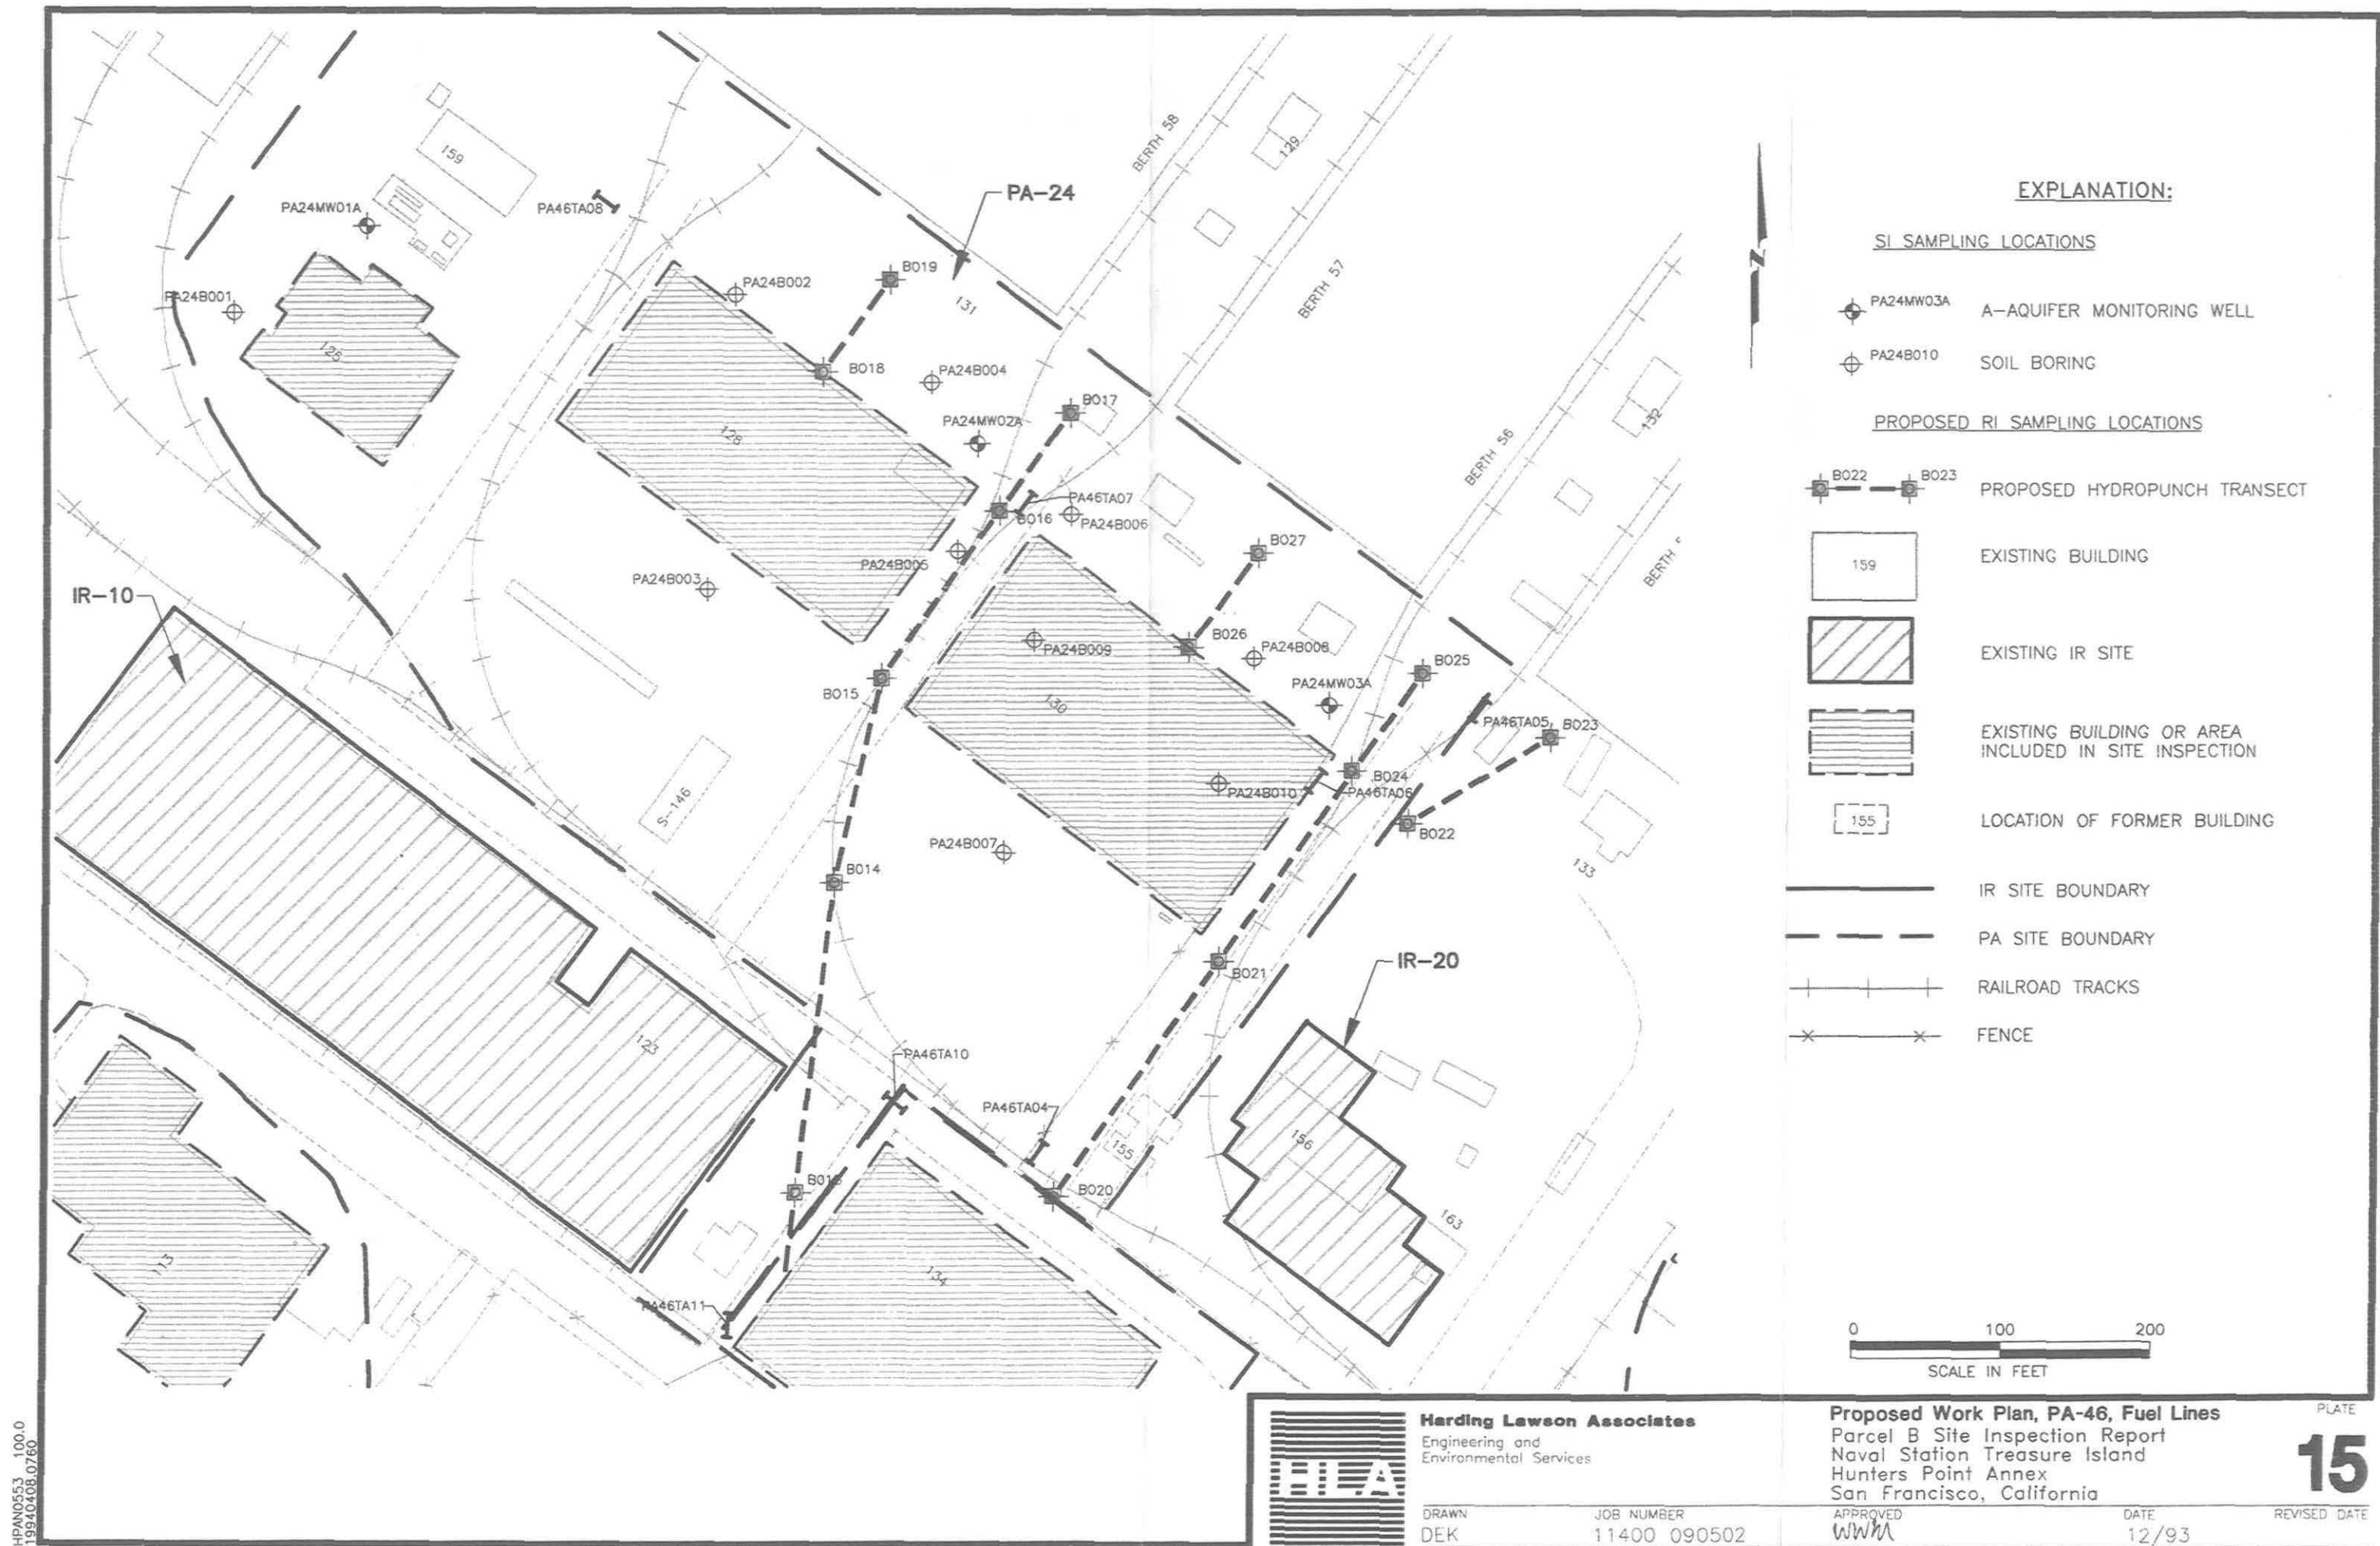 PA-24
BERTH 58
129
159
PA24MW01A
PA46TA08
BERTH 57
PA24B001
PA24B002
B019
131
125
B018
PA24B004
B017
132
128
PA24MW02A
BERTH 56
PA46TA07
B016
PA24B006
PA24B005
B027
BERTH
PA24B003
IR-10
B026
PA24B009
PA24B008
B025
B015
PA24MW03A
130
PA46TA05
B023
B024
PA24B010
PA46TA06
S-146
B022
PA24B007
133
B014
IR-20
B021
123
PA46TA10
PA46TA04
156
155
B020
163
113
134
PA46TA11
EXPLANATION:
SI SAMPLING LOCATIONS
PA24MW03A
A-AQUIFER MONITORING WELL
PA24B010
SOIL BORING
PROPOSED RI SAMPLING LOCATIONS
B022 B023
PROPOSED HYDROPUNCH TRANSECT
159
EXISTING BUILDING
EXISTING IR SITE
EXISTING BUILDING OR AREA
INCLUDED IN SITE INSPECTION
155
LOCATION OF FORMER BUILDING
IR SITE BOUNDARY
PA SITE BOUNDARY
RAILROAD TRACKS
FENCE
N
0 100 200
SCALE IN FEET
HPAN0553 100.0
19940408.0760
HLA
Harding Lawson Associates
Engineering and
Environmental Services
DRAWN
DEK
JOB NUMBER
11400 090502
Proposed Work Plan, PA-46, Fuel Lines
Parcel B Site Inspection Report
Naval Station Treasure Island
Hunters Point Annex
San Francisco, California
APPROVED
WWM
DATE
12/93
REVISED DATE
PLATE
15